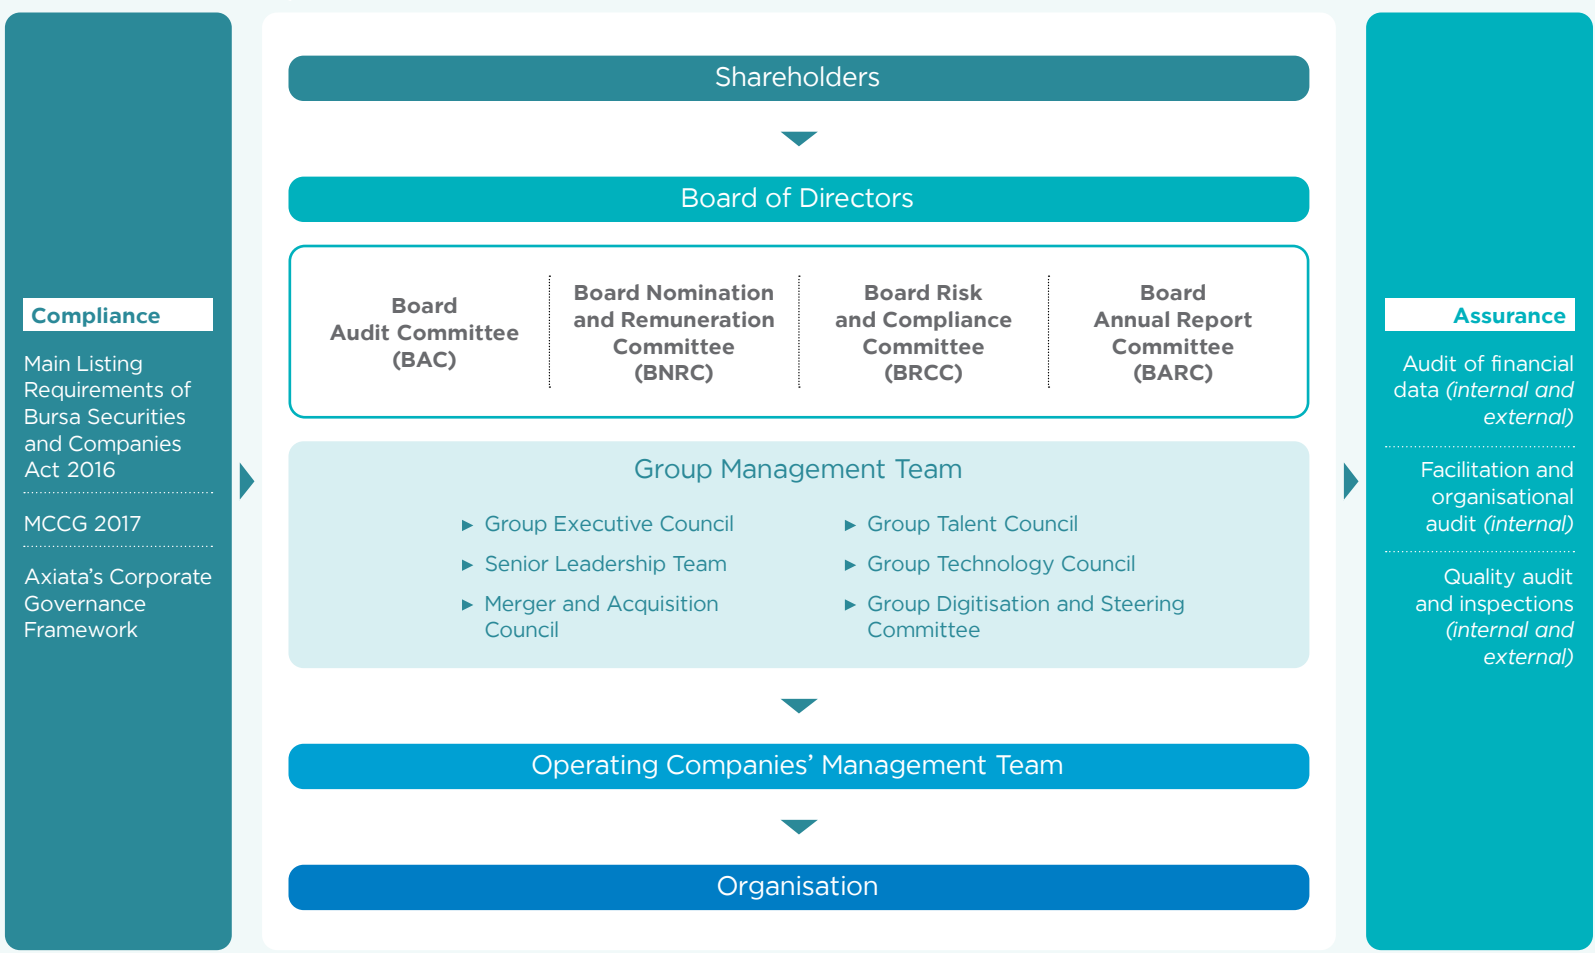 Compliance
Main Listing
Requirements of
Bursa Securities
and Companies
Act 2016
MCCG 2017
Axiata’s Corporate
Governance
Framework
Shareholders
Board of Directors
Board
Audit Committee
(BAC)
Board Nomination
and Remuneration
Committee
(BNRC)
Board Risk
and Compliance
Committee
(BRCC)
Board
Annual Report
Committee
(BARC)
Group Management Team
► Group Executive Council
► Senior Leadership Team
► Merger and Acquisition
Council
► Group Talent Council
► Group Technology Council
► Group Digitisation and Steering
Committee
Operating Companies’ Management Team
Organisation
Assurance
Audit of financial
data (internal and
external)
Facilitation and
organisational
audit (internal)
Quality audit
and inspections
(internal and
external)